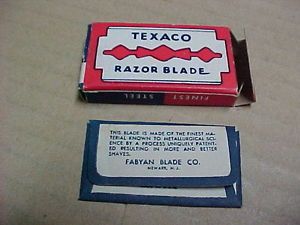 TEXACO
RAZOR BLADE
FINEST
STEEL
THIS BLADE IS MADE OF THE FINEST MA-
TERIAL KNOWN TO METALLURGICAL SCI-
ENCE BY A PROCESS UNIQUELY PATENT-
ED RESULTING IN MORE AND BETTER
SHAVES.
FABYAN BLADE CO.
NEWARK, N. J.